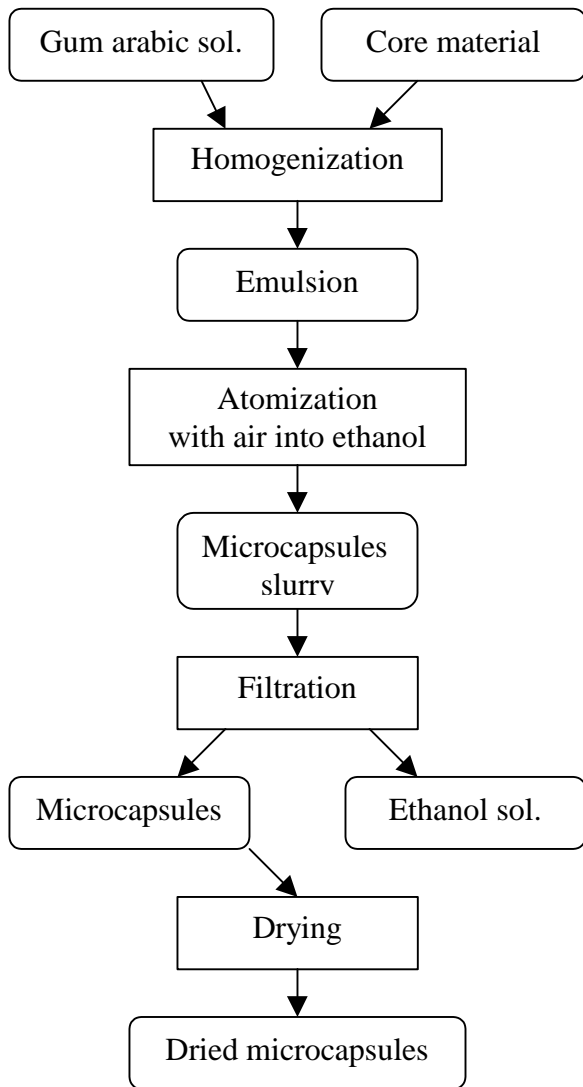 Gum arabic sol.
Core material
Homogenization
Emulsion
Atomization
with air into ethanol
Microcapsules
slurrv
Filtration
Microcapsules
Ethanol sol.
Drying
Dried microcapsules